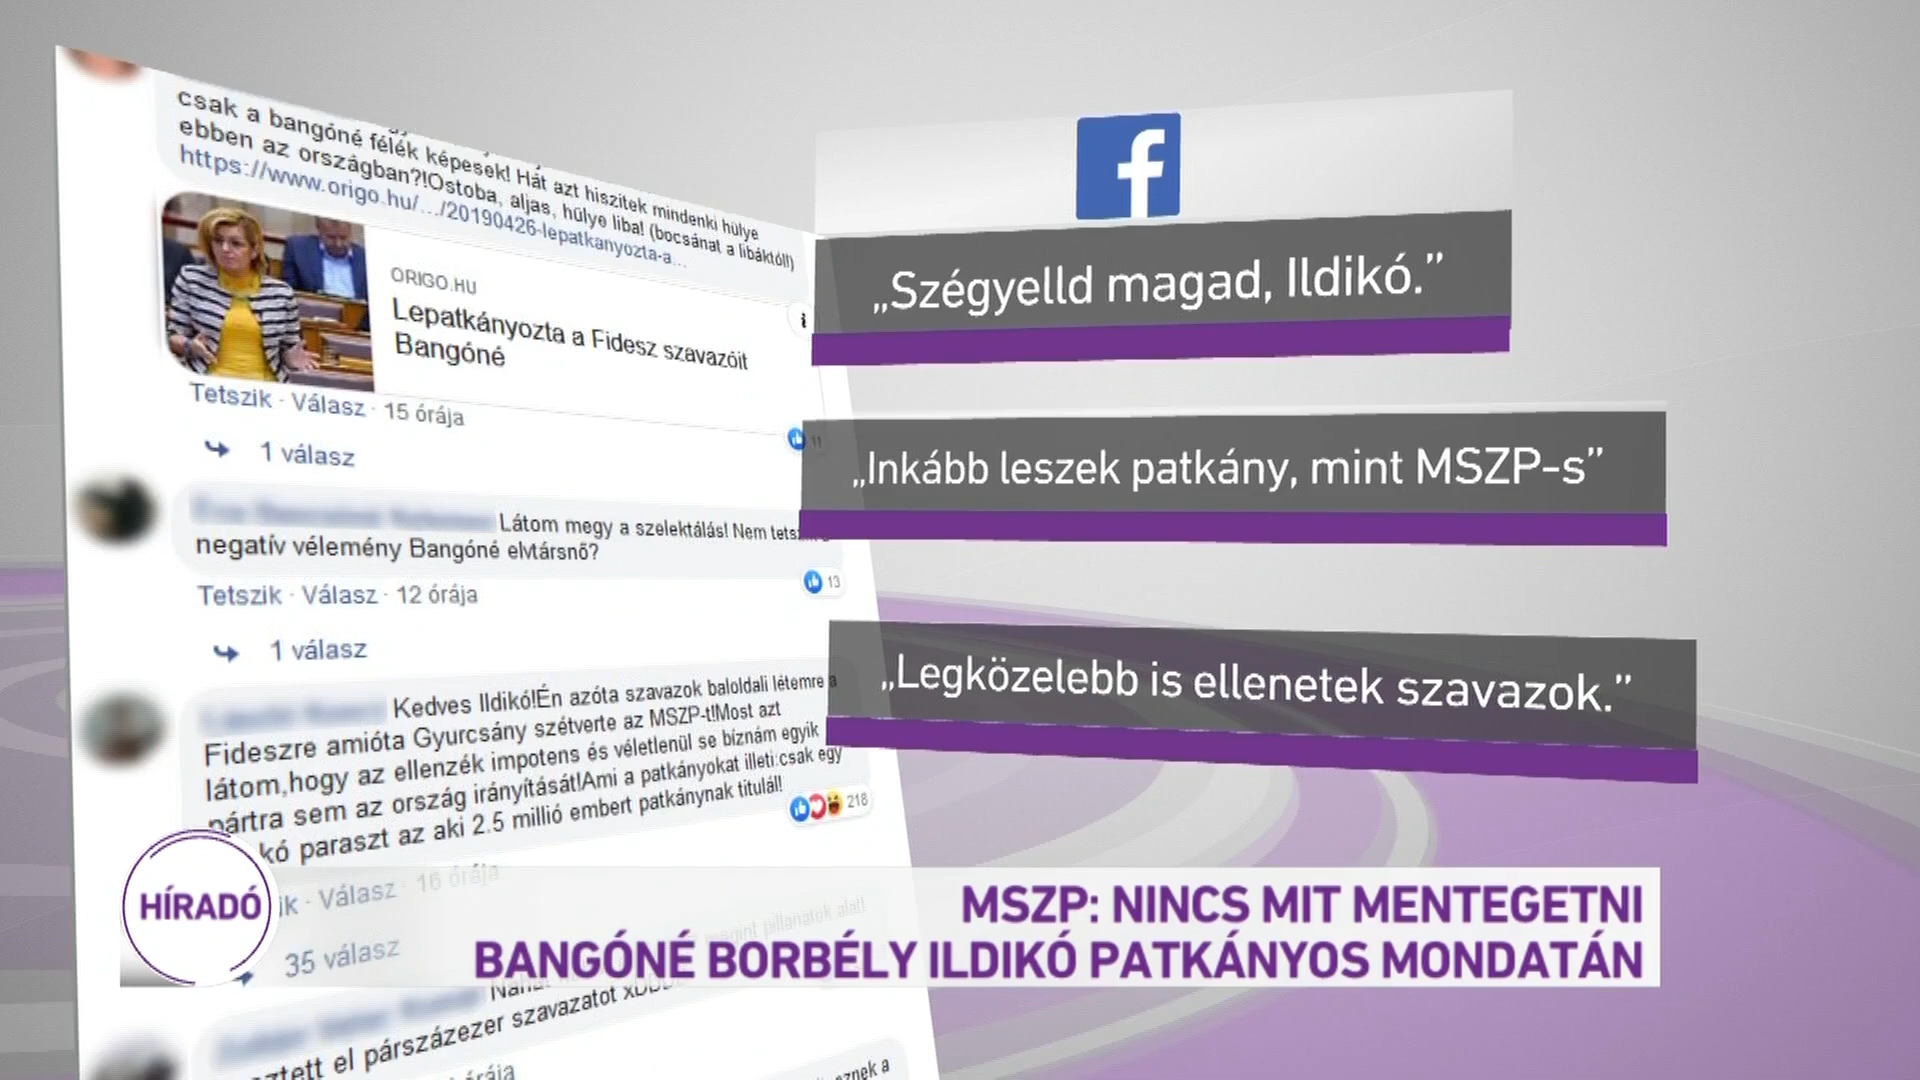 csak a bangóné félék képesek! Hát azt hiszitek mindenki hülye
ebben az országban?!Ostoba, aljas, hülye liba! (bocsánat a libáktól!)
https://www.origo.hu/.../20190426-lepatkanyozta-a...
ORIGO.HU
Lepatkányozta a Fidesz szavazóit
Bangóné
i
Tetszik · Válasz · 15 órája
11
1 válasz
Látom megy a szelektálás! Nem
negatív vélemény Bangóné elvtársnő?
Tetszik · Válasz · 12 órája
13
1 válasz
Kedves Ildikó!Én azóta szavazok baloldali létemre a
Fideszre amióta Gyurcsány szétverte az MSZP-t!Most azt
látom,hogy az ellenzék impotens és véletlenül se bíznám egyik
pártra sem az ország irányítását!Ami a patkányokat illeti:csak egy
kó paraszt az aki 2.5 millió embert patkánynak titulál!
218
Válasz · 16 órája
35 válasz
magint pillanatok alatt
párszázezer szavazatot
f
„Szégyelld magad, Ildikó.”
„Inkább leszek patkány, mint MSZP-s”
„Legközelebb is ellenetek szavazok.”
HÍRADÓ
MSZP: NINCS MIT MENTEGETNI
BANGÓNÉ BORBÉLY ILDIKÓ PATKÁNYOS MONDATÁN